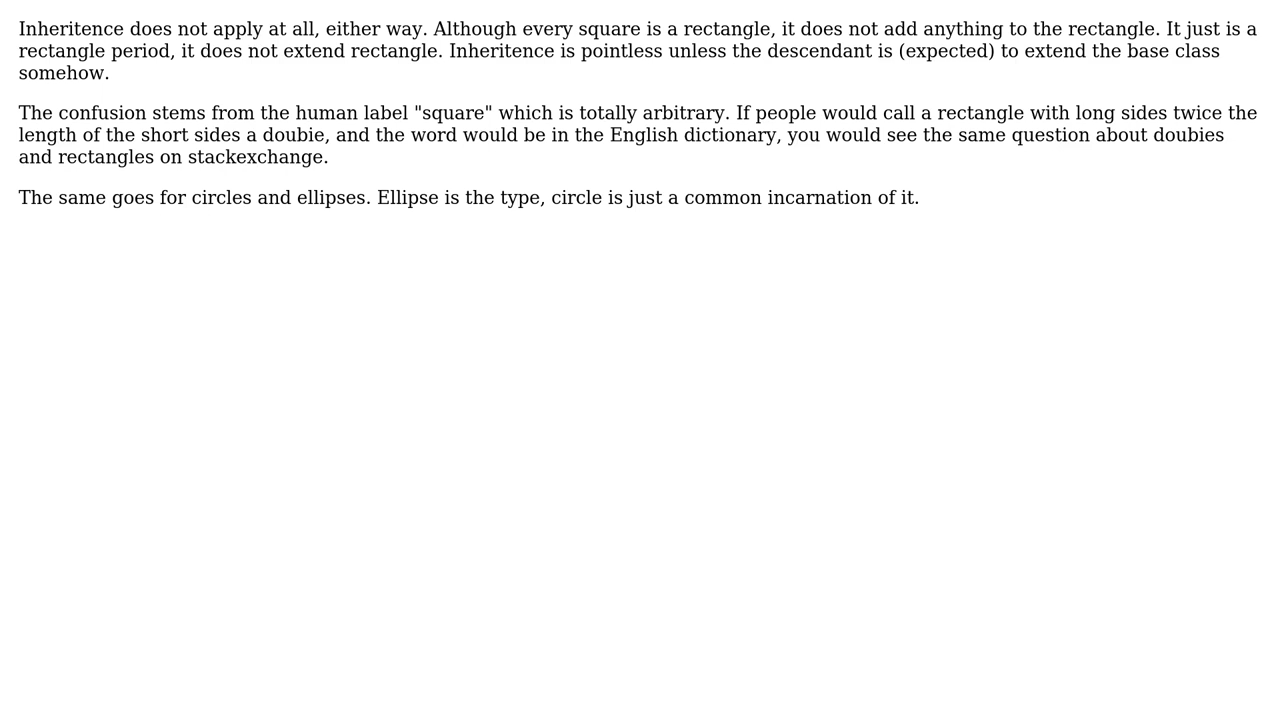 Inheritence does not apply at all, either way. Although every square is a rectangle, it does not add anything to the rectangle. It just is a
rectangle period, it does not extend rectangle. Inheritence is pointless unless the descendant is (expected) to extend the base class
somehow.
The confusion stems from the human label "square" which is totally arbitrary. If people would call a rectangle with long sides twice the
length of the short sides a doubie, and the word would be in the English dictionary, you would see the same question about doubies
and rectangles on stackexchange.
The same goes for circles and ellipses. Ellipse is the type, circle is just a common incarnation of it.